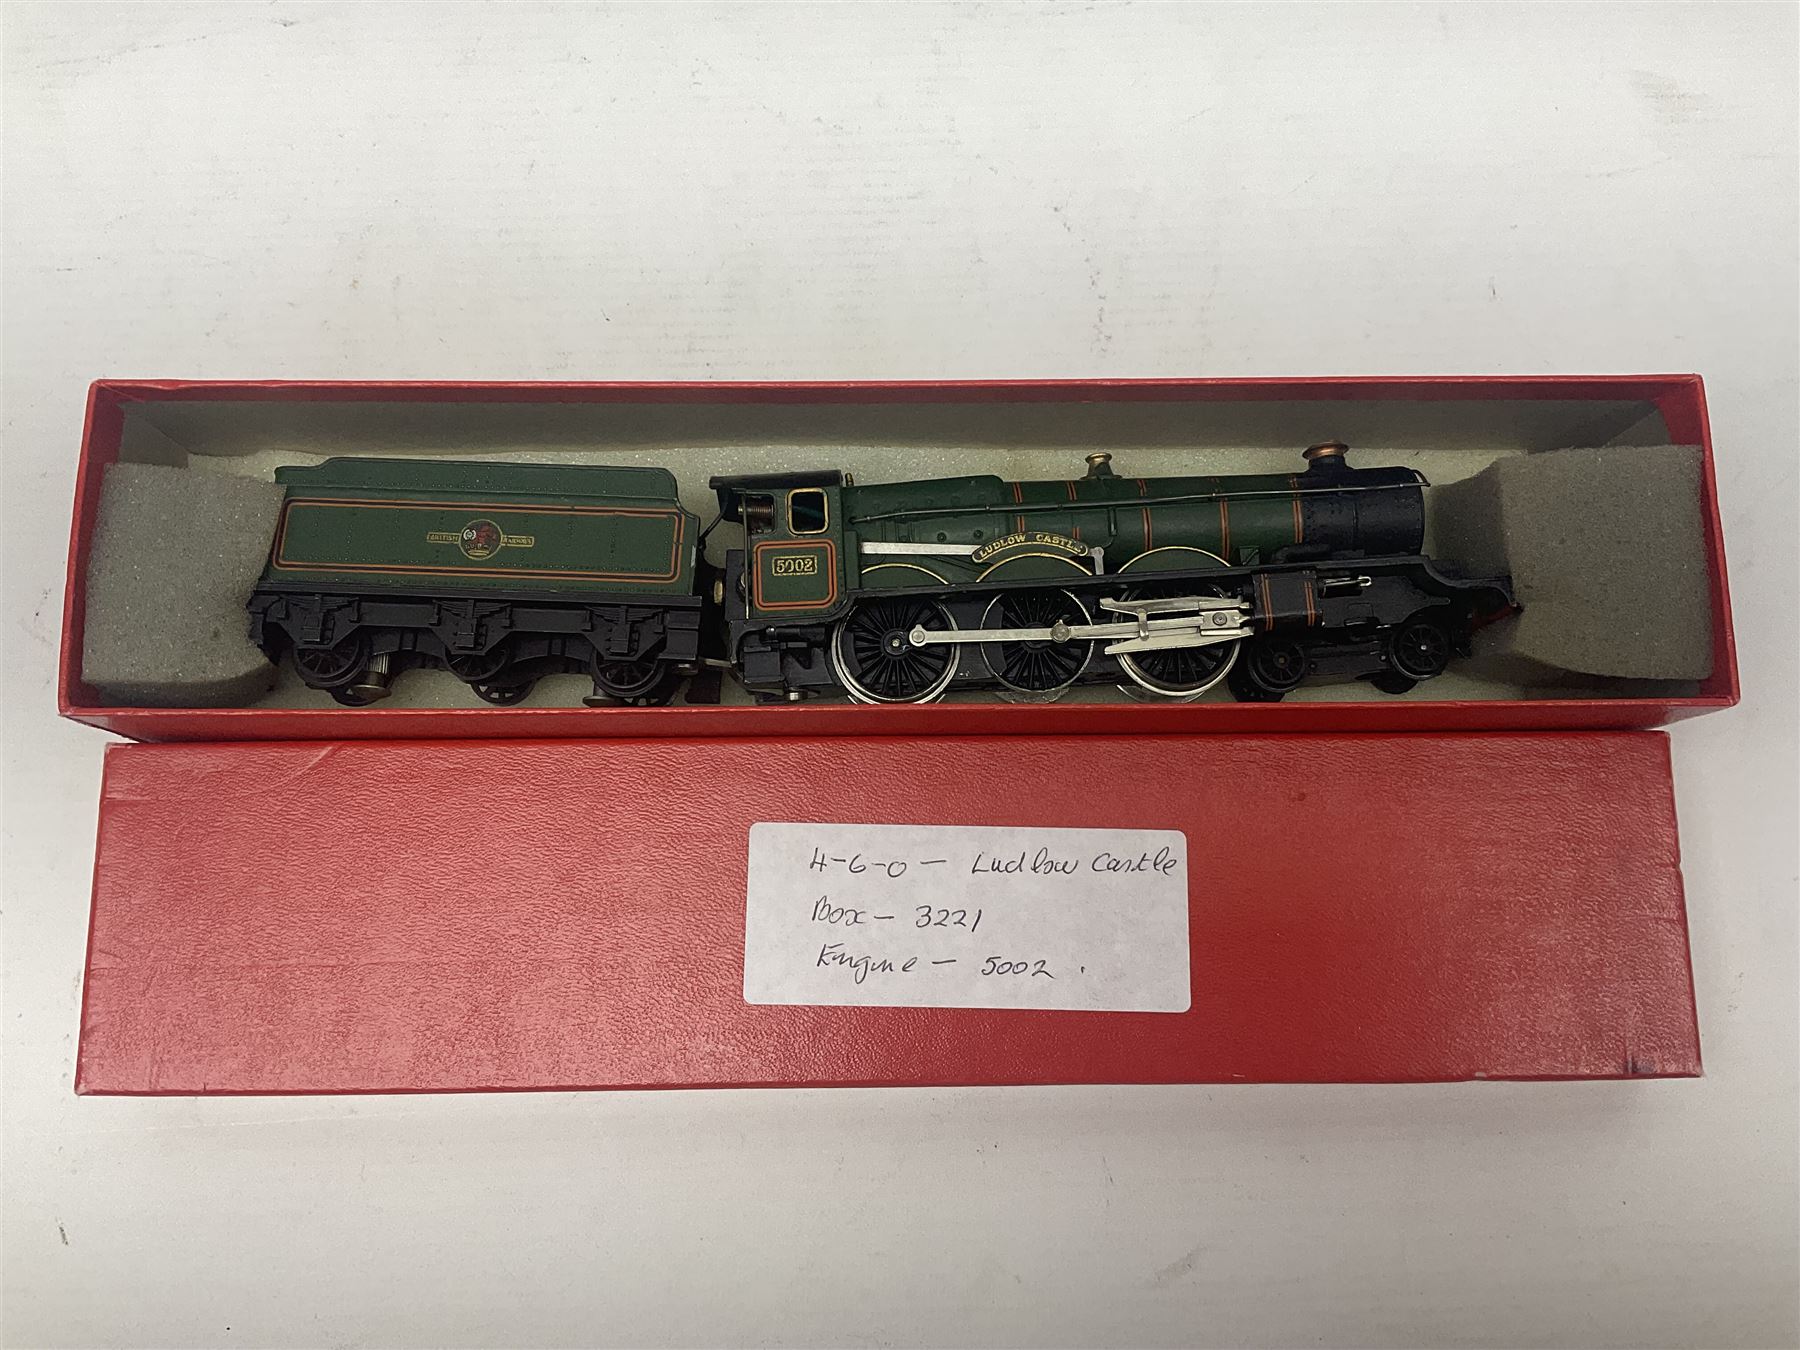 BRITISH RAILWAYS
5002
LUDLOW CASTLE
4-6-0 - Ludlow Castle
Box - 3221
Engine - 5002 .